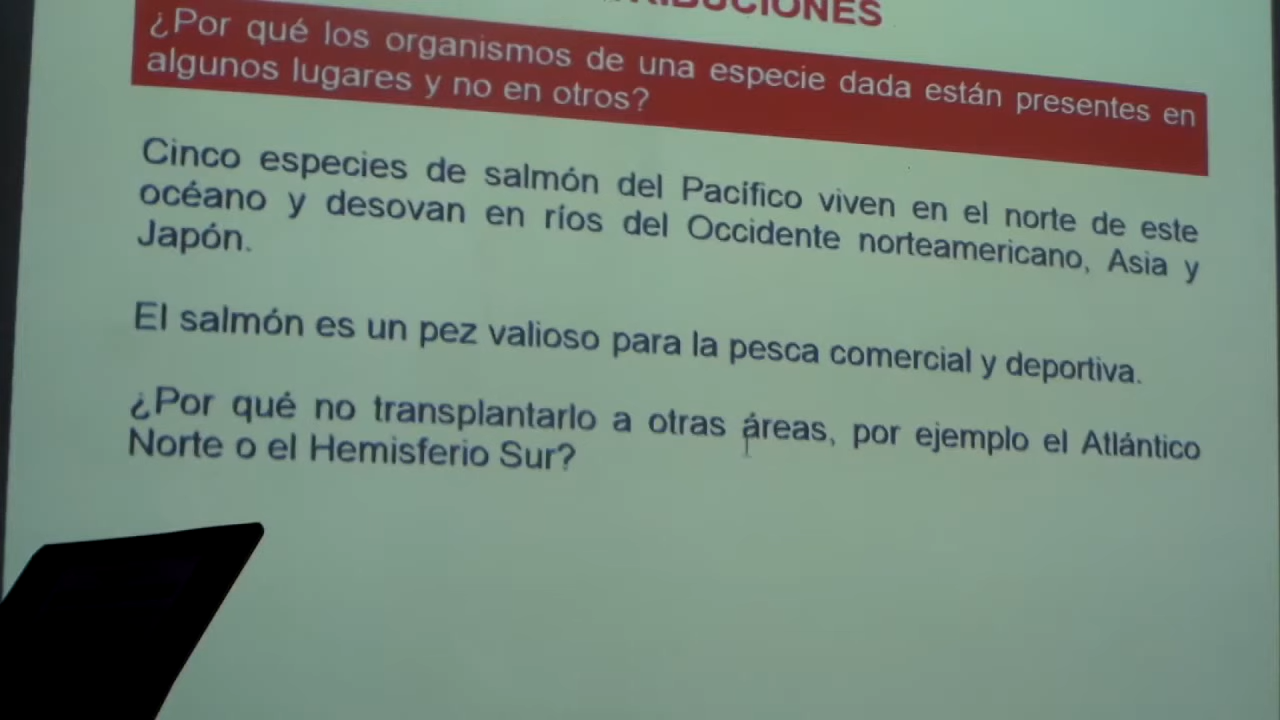 ¿Por qué los organismos de una especie dada están presentes en
algunos lugares y no en otros?
Cinco especies de salmón del Pacífico viven en el norte de este
océano y desovan en ríos del Occidente norteamericano, Asia y
Japón.
El salmón es un pez valioso para la pesca comercial y deportiva.
¿Por qué no transplantarlo a otras áreas, por ejemplo el Atlántico
Norte o el Hemisferio Sur?